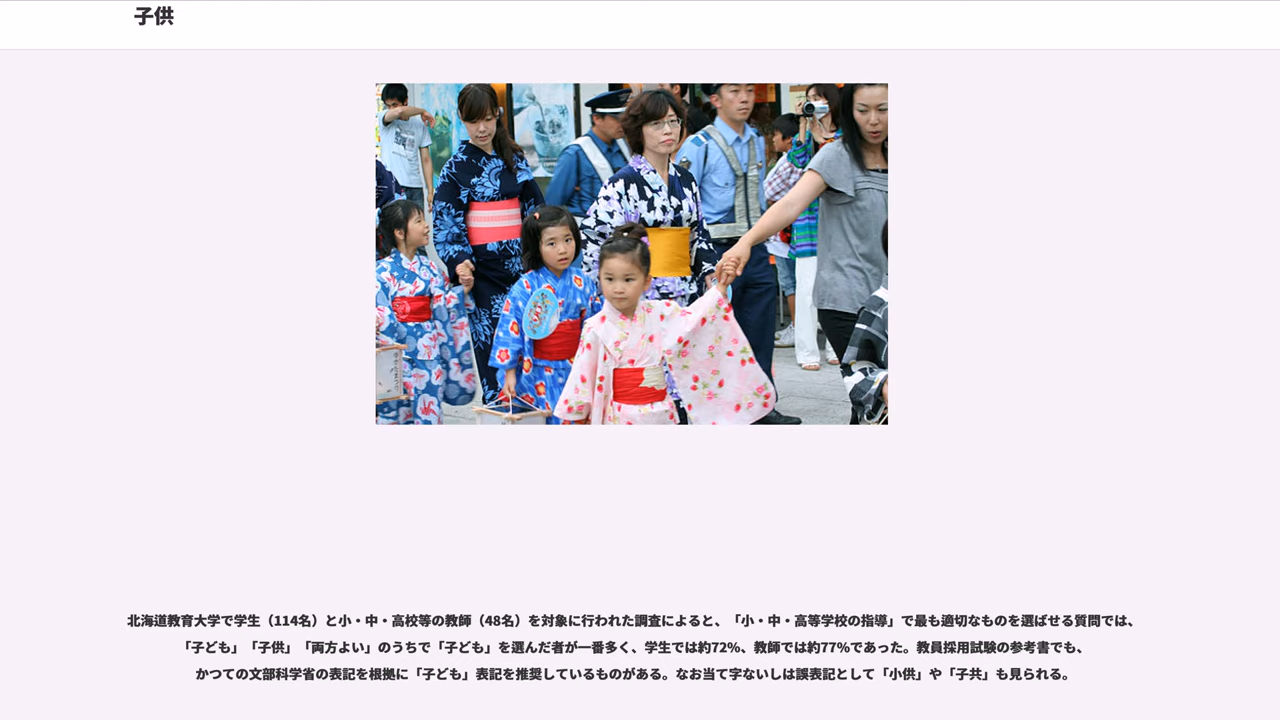 子供
北海道教育大学で学生（114名）と小・中・高校等の教師（48名）を対象に行われた調査によると、「小・中・高等学校の指導」で最も適切なものを選ばせる質問では、
「子ども」「子供」「両方よい」のうちで「子ども」を選んだ者が一番多く、学生では約72%、教師では約77%であった。教員採用試験の参考書でも、
かつての文部科学省の表記を根拠に「子ども」表記を推奨しているものがある。なお当て字ないしは誤表記として「小供」や「子共」も見られる。